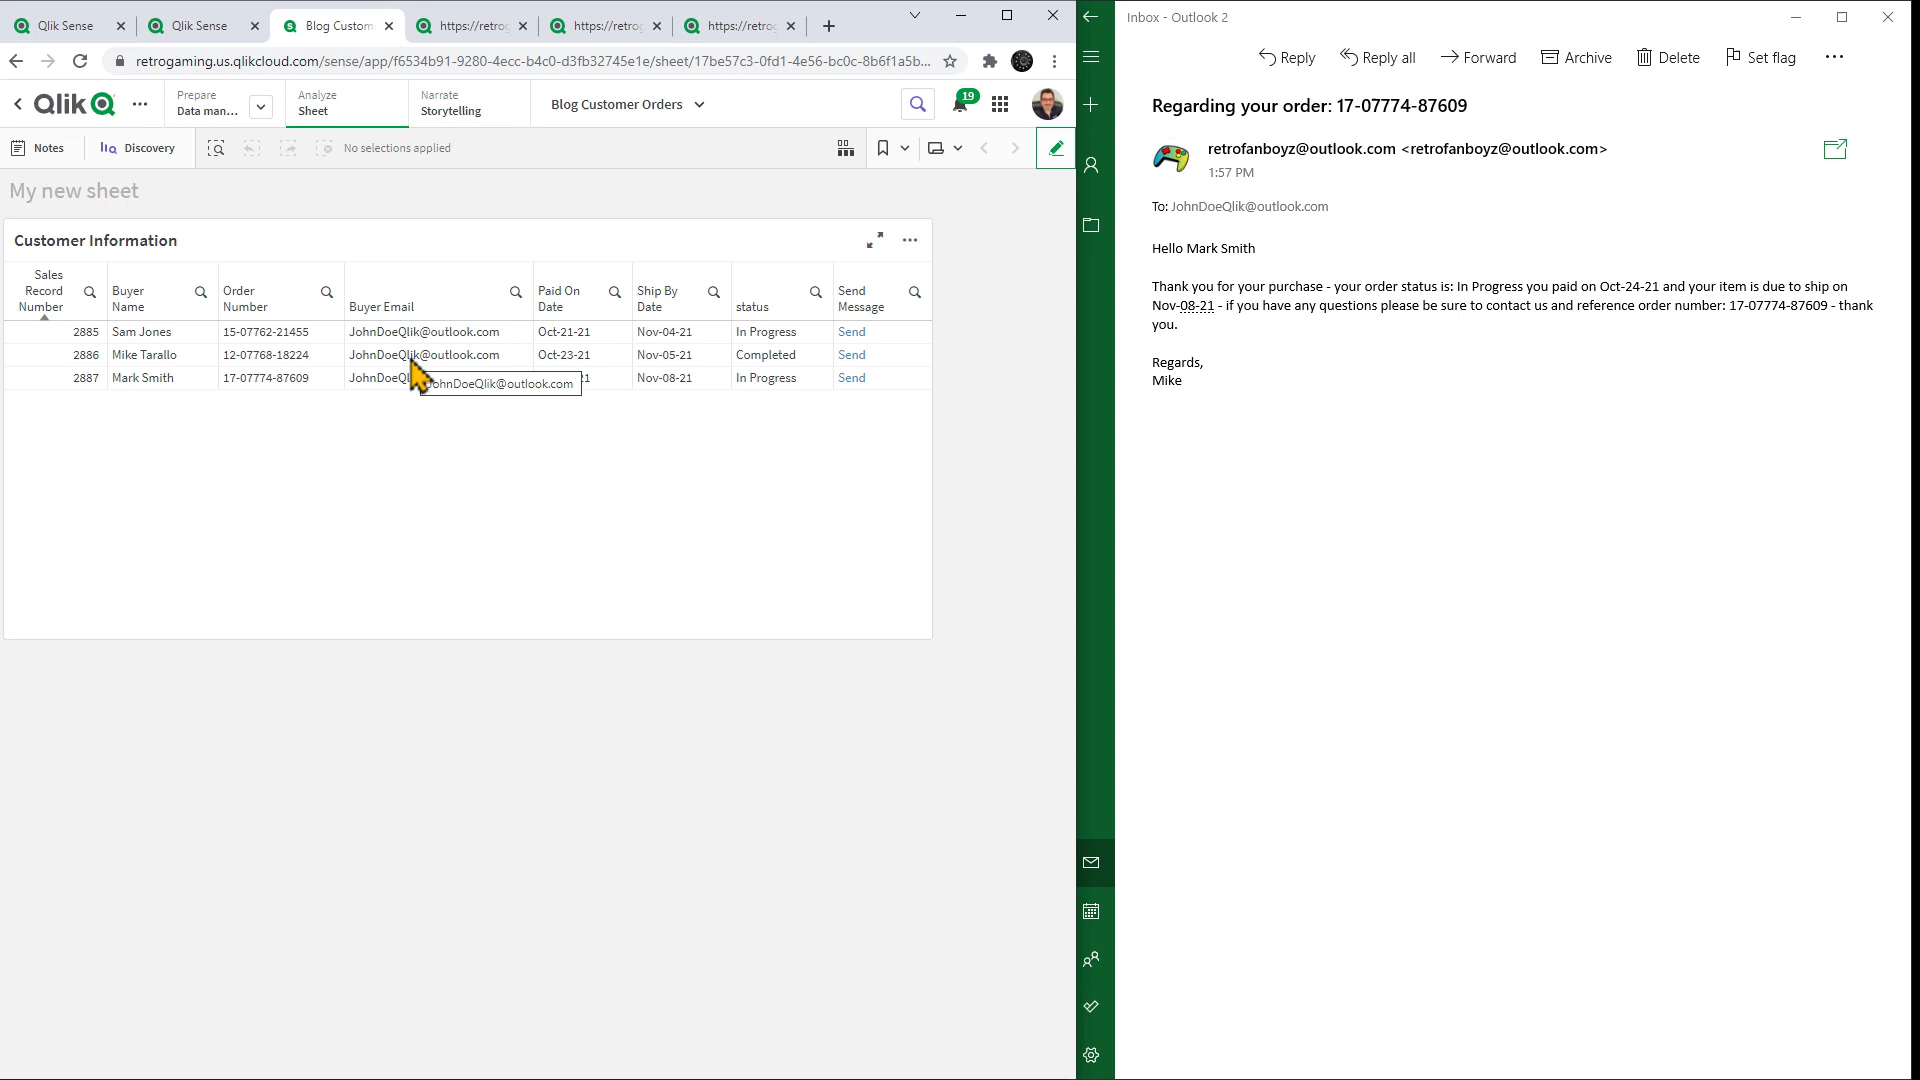 Qlik Sense
Qlik Sense
Blog Custom
https://retrog
https://retrog
https://retrog
retrogaming.us.qlikcloud.com/sense/app/f6534b91-9280-4ecc-b4c0-d3fb32745e1e/sheet/17be57c3-0fd1-4e56-bc0c-8b6f1a5b...
Qlik
Prepare
Data man...
Analyze
Sheet
Narrate
Storytelling
Blog Customer Orders
19
Notes
Discovery
No selections applied
My new sheet
Customer Information
Sales Record Number Buyer Name Order Number Buyer Email Paid On Date Ship By Date status Send Message
2885 Sam Jones 15-07762-21455 JohnDoeQlik@outlook.com Oct-21-21 Nov-04-21 In Progress Send
2886 Mike Tarallo 12-07768-18224 JohnDoeQlik@outlook.com Oct-23-21 Nov-05-21 Completed Send
2887 Mark Smith 17-07774-87609 Nov-08-21 In Progress Send
JohnDoeQlik@outlook.com
Inbox - Outlook 2
Reply
Reply all
Forward
Archive
Delete
Set flag
Regarding your order: 17-07774-87609
retrofanboyz@outlook.com <retrofanboyz@outlook.com>
1:57 PM
To: JohnDoeQlik@outlook.com
Hello Mark Smith
Thank you for your purchase - your order status is: In Progress you paid on Oct-24-21 and your item is due to ship on
Nov-08-21 - if you have any questions please be sure to contact us and reference order number: 17-07774-87609 - thank
you.
Regards,
Mike